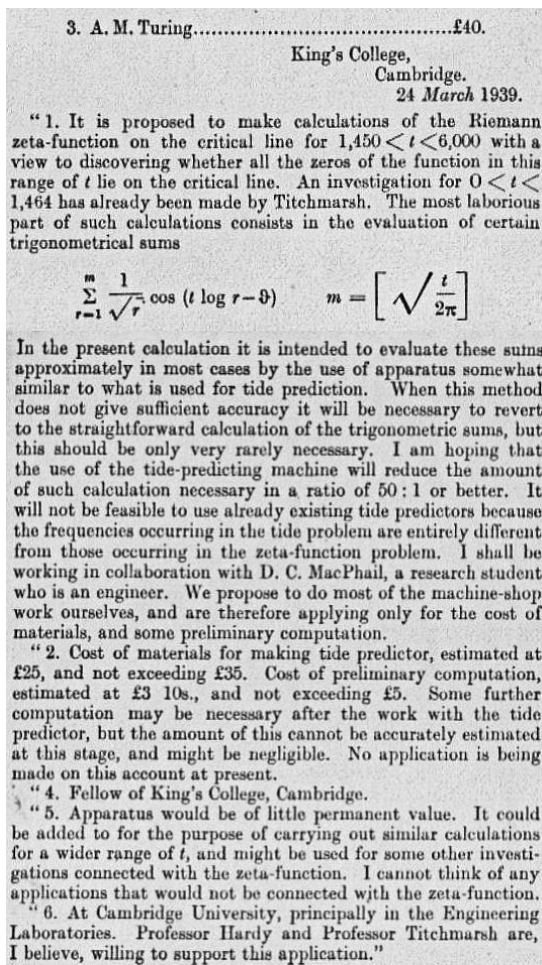 3. A. M. Turing..............................................£40.
King's College,
Cambridge.
24 March 1939.
"1. It is proposed to make calculations of the Riemann
zeta-function on the critical line for 1,450<t<6,000 with a
view to discovering whether all the zeros of the function in this
range of t lie on the critical line. An investigation for 0<t<
1,464 has already been made by Titchmarsh. The most laborious
part of such calculations consists in the evaluation of certain
trigonometrical sums
m Σ r=1 1/√r cos (t log r-ϑ) m = [√ t/2π]
In the present calculation it is intended to evaluate these sums
approximately in most cases by the use of apparatus somewhat
similar to what is used for tide prediction. When this method
does not give sufficient accuracy it will be necessary to revert
to the straightforward calculation of the trigonometric sums, but
this should be only very rarely necessary. I am hoping that
the use of the tide-predicting machine will reduce the amount
of such calculation necessary in a ratio of 50 : 1 or better. It
will not be feasible to use already existing tide predictors because
the frequencies occurring in the tide problem are entirely different
from those occurring in the zeta-function problem. I shall be
working in collaboration with D. C. MacPhail, a research student
who is an engineer. We propose to do most of the machine-shop
work ourselves, and are therefore applying only for the cost of
materials, and some preliminary computation.
"2. Cost of materials for making tide predictor, estimated at
£25, and not exceeding £35. Cost of preliminary computation,
estimated at £3 10s., and not exceeding £5. Some further
computation may be necessary after the work with the tide
predictor, but the amount of this cannot be accurately estimated
at this stage, and might be negligible. No application is being
made on this account at present.
"4. Fellow of King's College, Cambridge.
"5. Apparatus would be of little permanent value. It could
be added to for the purpose of carrying out similar calculations
for a wider range of t, and might be used for some other investi-
gations connected with the zeta-function. I cannot think of any
applications that would not be connected with the zeta-function.
"6. At Cambridge University, principally in the Engineering
Laboratories. Professor Hardy and Professor Titchmarsh are,
I believe, willing to support this application."